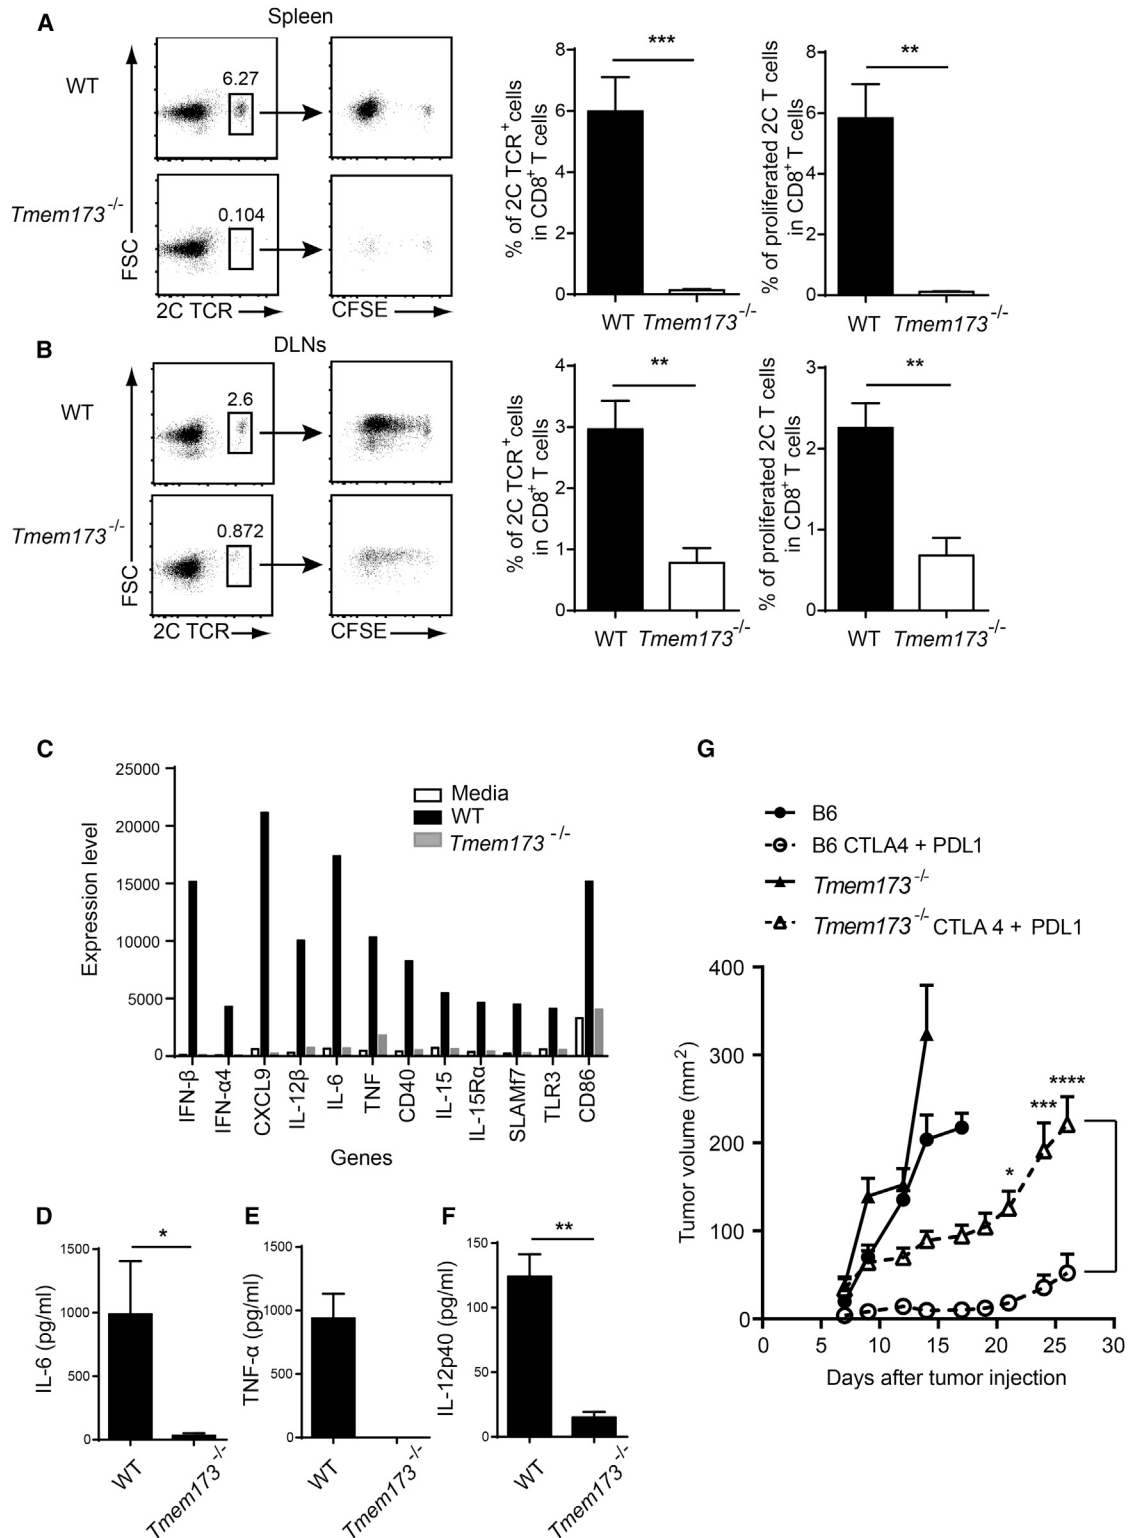 A
Spleen
WT
6.27
Tmem173-/-
0.104
FSC
2C TCR
CFSE
8
6
4
2
0
% of 2C TCR+cells
in CD8+ T cells
***
WT
Tmem173-/-
8
6
4
2
0
% of proliferated 2C T cells
in CD8+T cells
**
WT
Tmem173-/-
B
DLNs
WT
2.6
Tmem173-/-
0.872
FSC
2C TCR
CFSE
4
3
2
1
0
% of 2C TCR+cells
in CD8+ T cells
**
WT
Tmem173-/-
3
2
1
0
% of proliferated 2C T cells
in CD8+ T cells
**
WT
Tmem173-/-
C
25000
20000
15000
10000
5000
0
Expression level
Media
WT
Tmem173 -/-
IFN-β
IFN-α4
CXCL9
IL-12β
IL-6
TNF
CD40
IL-15
IL-15Rα
SLAMf7
TLR3
CD86
Genes
D
1500
1000
500
0
IL-6 (pg/ml)
*
WT
Tmem173-/-
E
1500
1000
500
0
TNF-α (pg/ml)
WT
Tmem173-/-
F
150
100
50
0
IL-12p40 (pg/ml)
**
WT
Tmem173-/-
G
B6
B6 CTLA4 + PDL1
Tmem173-/-
Tmem173-/- CTLA 4 + PDL1
400
300
200
100
0
Tumor volume (mm2)
*
***
****
0
5
10
15
20
25
30
Days after tumor injection